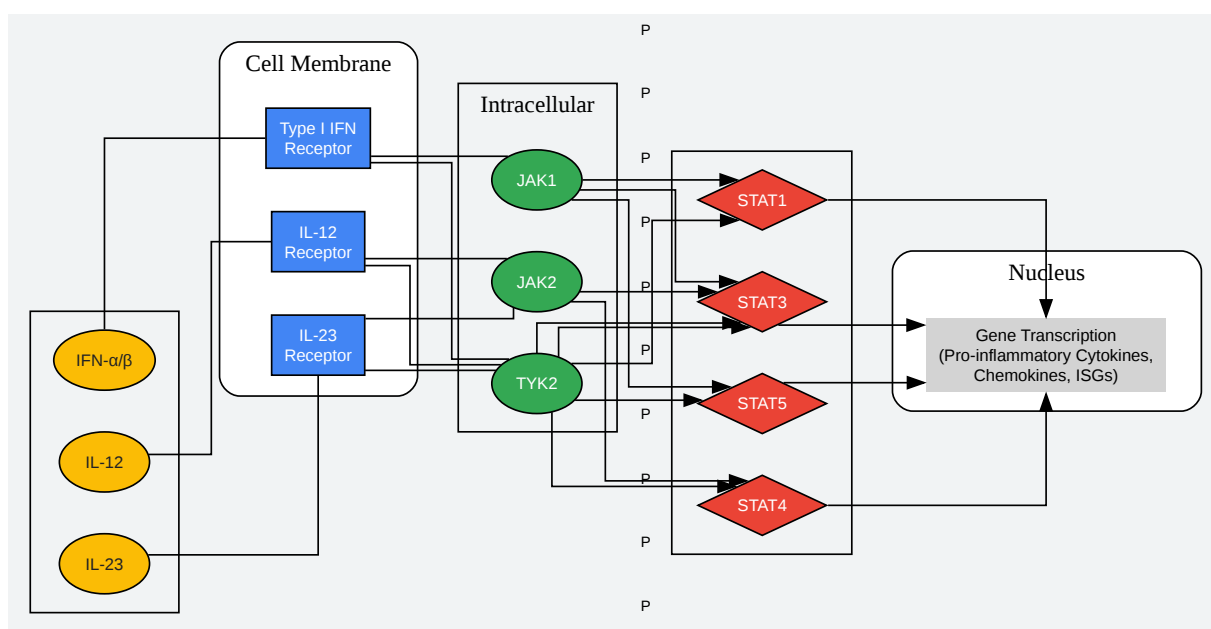 Cell Membrane
Type I IFN
Receptor
IL-12
Receptor
IL-23
Receptor
IFN-α/β
IL-12
IL-23
Intracellular
JAK1
JAK2
TYK2
P
P
P
P
P
P
P
P
P
P
STAT1
STAT3
STAT5
STAT4
Nucleus
Gene Transcription
(Pro-inflammatory Cytokines,
Chemokines, ISGs)